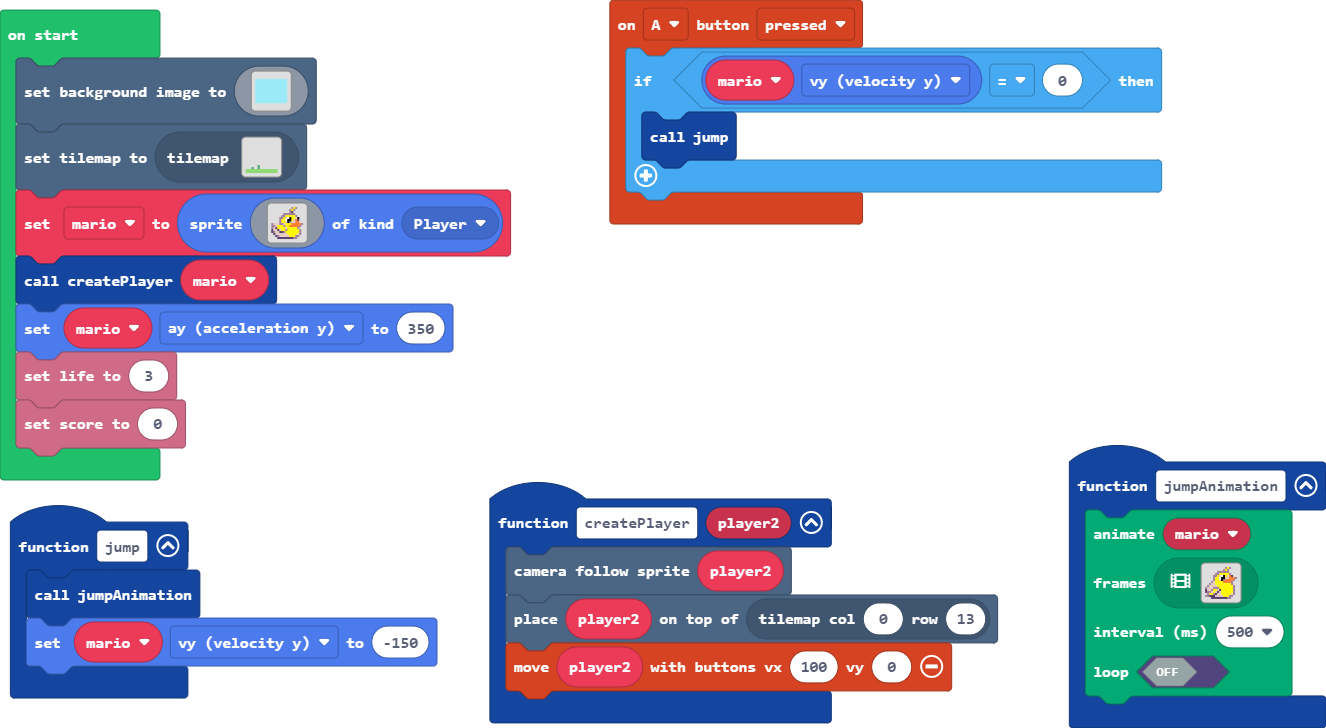 on start
set background image to
set tilemap to tilemap
set mario to sprite of kind Player
call createPlayer mario
set mario ay (acceleration y) to 350
set life to 3
set score to 0
on A button pressed
if mario vy (velocity y) = 0 then
call jump
function jump
call jumpAnimation
set mario vy (velocity y) to -150
function createPlayer player2
camera follow sprite player2
place player2 on top of tilemap col 0 row 13
move player2 with buttons vx 100 vy 0
function jumpAnimation
animate mario
frames
interval (ms) 500
loop OFF